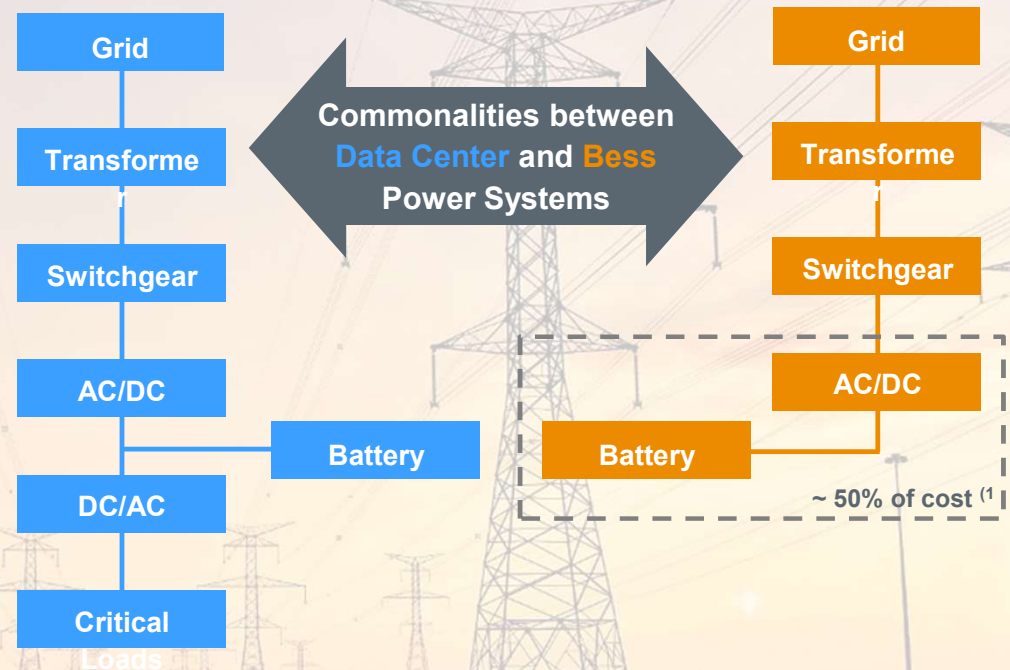 Grid
Transforme
r
Switchgear
AC/DC
Battery
DC/AC
Critical
Loads
Commonalities between
Data Center and Bess
Power Systems
Grid
Transforme
r
Switchgear
AC/DC
Battery
~ 50% of cost (1